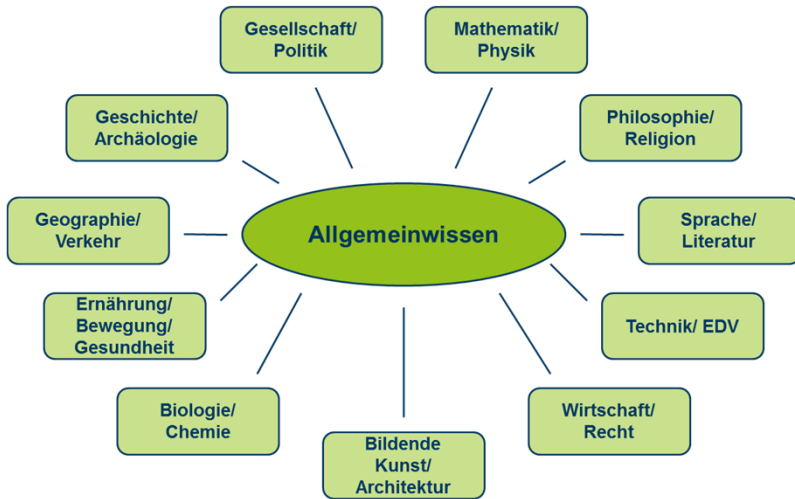 Gesellschaft/
Politik
Mathematik/
Physik
Geschichte/
Archäologie
Philosophie/
Religion
Geographie/
Verkehr
Allgemeinwissen
Sprache/
Literatur
Ernährung/
Bewegung/
Gesundheit
Technik/ EDV
Biologie/
Chemie
Wirtschaft/
Recht
Bildende
Kunst/
Architektur